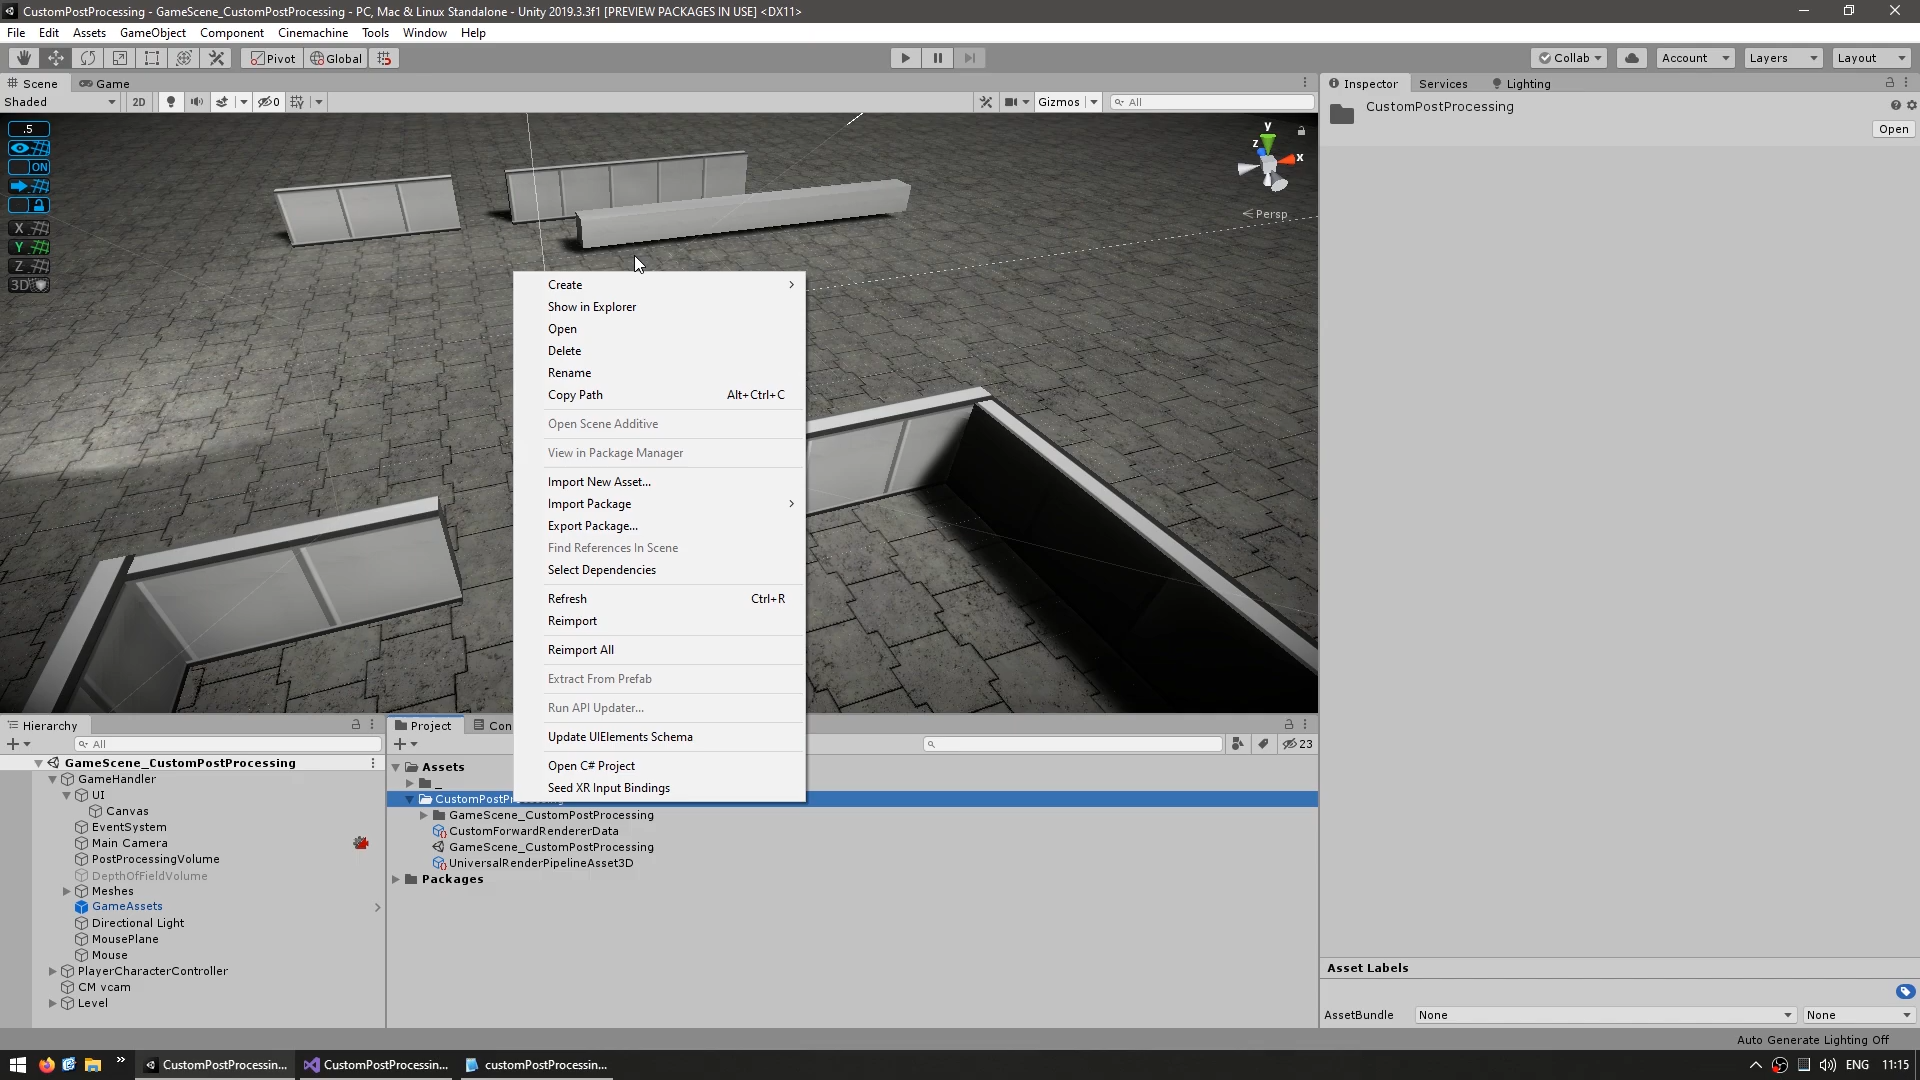 CustomPostProcessing - GameScene_CustomPostProcessing - PC, Mac & Linux Standalone - Unity 2019.3.3f1 [PREVIEW PACKAGES IN USE] <DX11>
File Edit Assets GameObject Component Cinemachine Tools Window Help
Pivot Global Collab Account Layers Layout
Scene Game
Inspector Services Lighting
Shaded 2D 0 Gizmos All
CustomPostProcessing
Open
.5
ON
X
Y
Z
3D
y
z
x
< Persp
Create
Show in Explorer
Open
Delete
Rename
Copy Path Alt+Ctrl+C
Open Scene Additive
View in Package Manager
Import New Asset...
Import Package
Export Package...
Find References In Scene
Select Dependencies
Refresh Ctrl+R
Reimport
Reimport All
Extract From Prefab
Run API Updater...
Update UIElements Schema
Open C# Project
Seed XR Input Bindings
Hierarchy
All
GameScene_CustomPostProcessing
GameHandler
UI
Canvas
EventSystem
Main Camera
PostProcessingVolume
DepthOfFieldVolume
Meshes
GameAssets
Directional Light
MousePlane
Mouse
PlayerCharacterController
CM vcam
Level
Project Con
23
Assets
_
CustomPostPr
GameScene_CustomPostProcessing
CustomForwardRendererData
GameScene_CustomPostProcessing
UniversalRenderPipelineAsset3D
Packages
Asset Labels
AssetBundle None None
Auto Generate Lighting Off
CustomPostProcessin... CustomPostProcessin... customPostProcessin... ENG 11:15